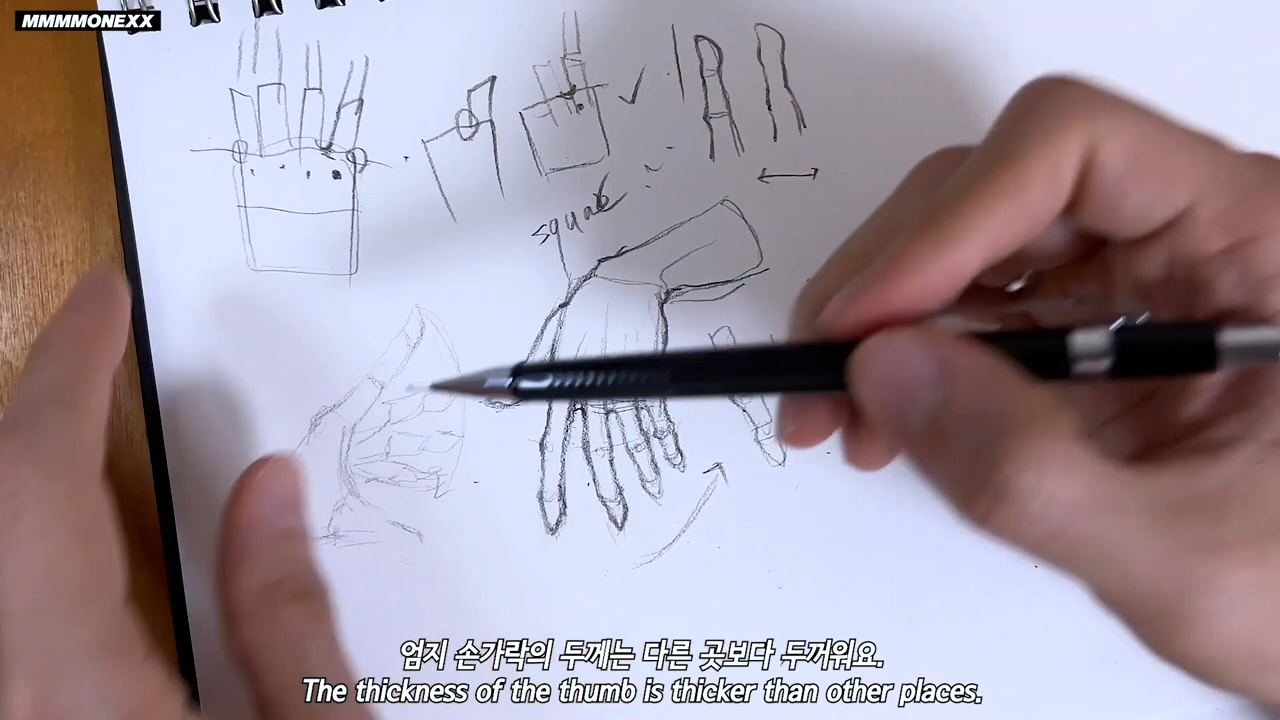 MMMMONEXX
squat
엄지 손가락의 두께는 다른 곳보다 두꺼워요.
The thickness of the thumb is thicker than other places.